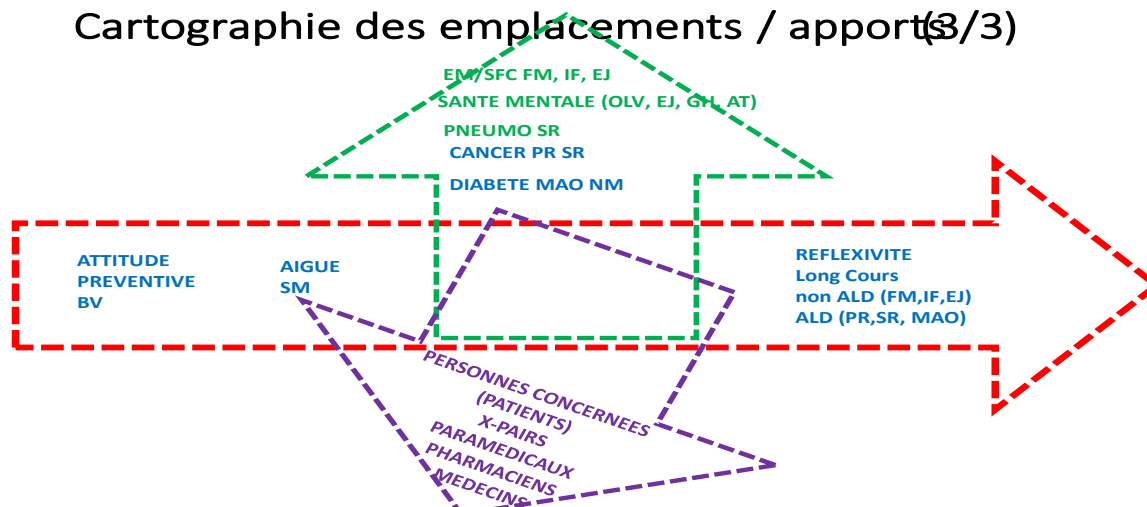 Cartographie des emplacements / apports(3/3)
EM/SFC FM, IF, EJ
SANTE MENTALE (OLV, EJ, GH, AT)
PNEUMO SR
CANCER PR SR
DIABETE MAO NM
ATTITUDE
PREVENTIVE
BV
AIGUE
SM
REFLEXIVITE
Long Cours
non ALD (FM,IF,EJ)
ALD (PR,SR, MAO)
PERSONNES CONCERNEES
(PATIENTS)
X-PAIRS
PARAMEDICAUX
PHARMACIENS
MEDECINS